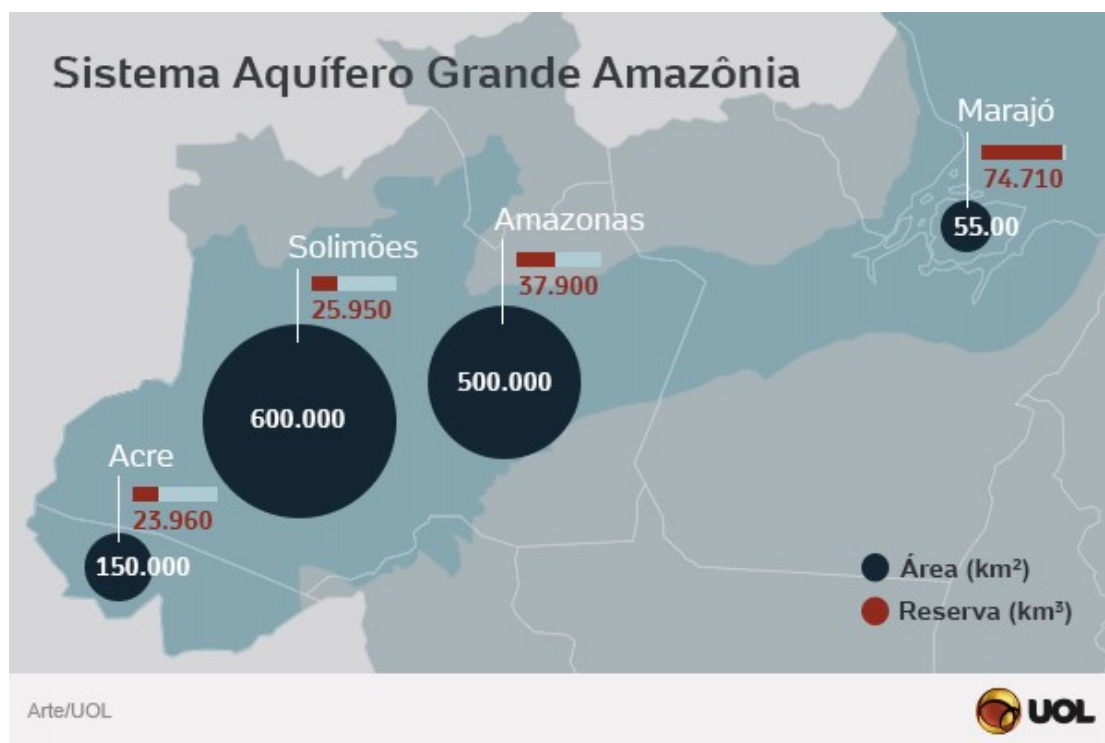 Sistema Aquífero Grande Amazônia
Marajó
74.710
55.00
Amazonas
37.900
500.000
Solimões
25.950
600.000
Acre
23.960
150.000
Área (km²)
Reserva (km³)
Arte/UOL
UOL